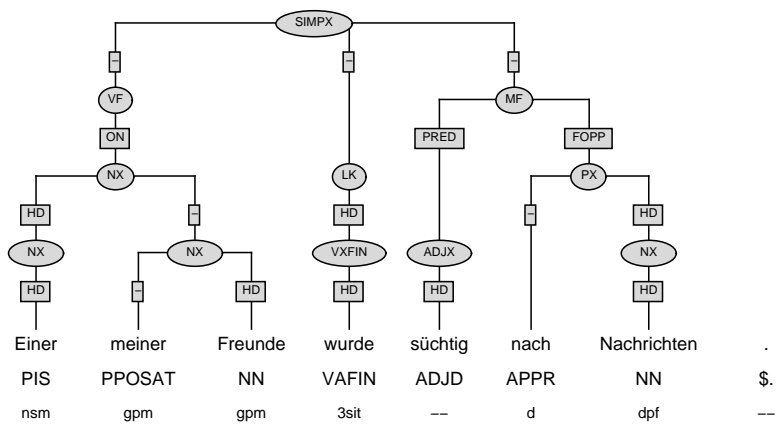 SIMPX
– – –
VF MF
ON PRED FOPP
NX LK PX
HD – HD – HD
NX NX VXFIN ADJX NX
HD – HD HD HD HD
Einer meiner Freunde wurde süchtig nach Nachrichten .
PIS PPOSAT NN VAFIN ADJD APPR NN $.
nsm gpm gpm 3sit −− d dpf −−